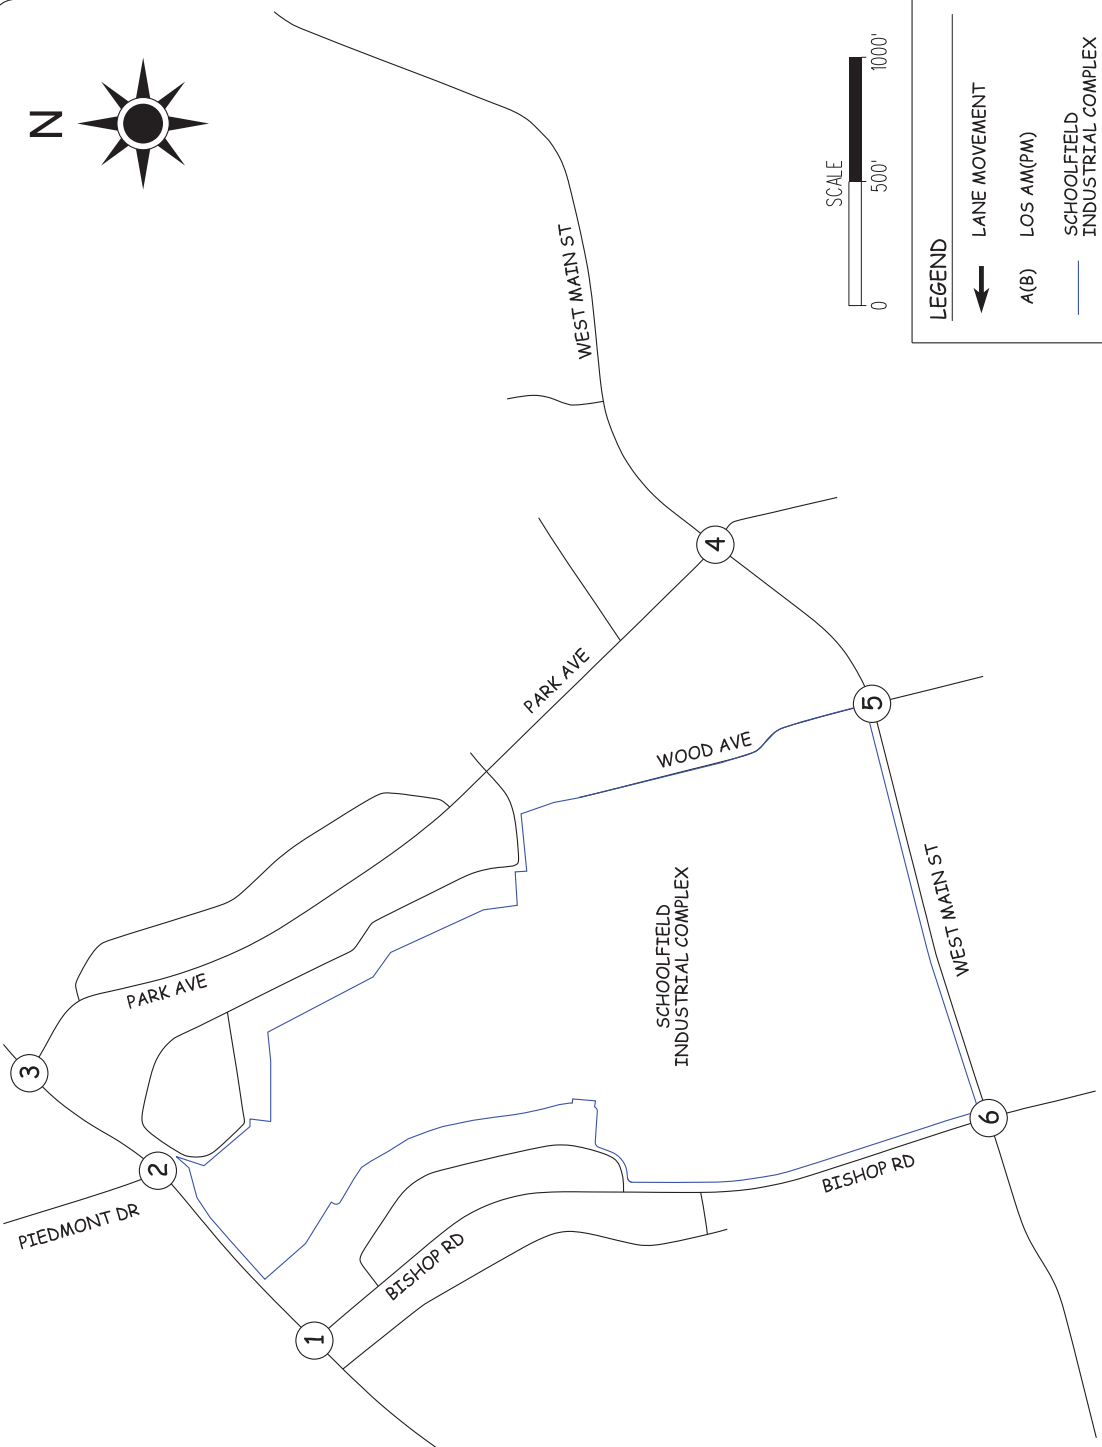 N
WEST MAIN ST
SCALE
0
500'
1000'
LEGEND
LANE MOVEMENT
A(B)
LOS AM(PM)
SCHOOLFIELD
INDUSTRIAL COMPLEX
4
PARK AVE
5
WOOD AVE
WEST MAIN ST
SCHOOLFIELD
INDUSTRIAL COMPLEX
PARK AVE
3
2
PIEDMONT DR
6
BISHOP RD
BISHOP RD
1